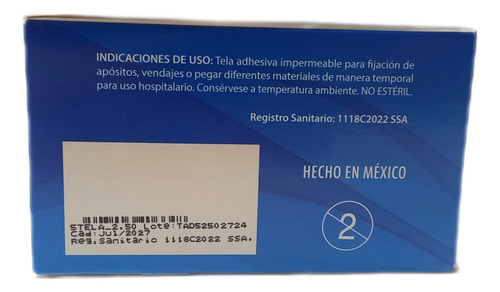 INDICACIONES DE USO: Tela adhesiva impermeable para fijación de
apósitos, vendajes o pegar diferentes materiales de manera temporal
para uso hospitalario. Consérvese a temperatura ambiente. NO ESTÉRIL.
Registro Sanitario: 1118C2022 SSA
HECHO EN MÉXICO
2
STELA_2.50 Lote:TAD52502724
Cad:Jul/2027
Reg.Sanitario 1118C2022 SSA.